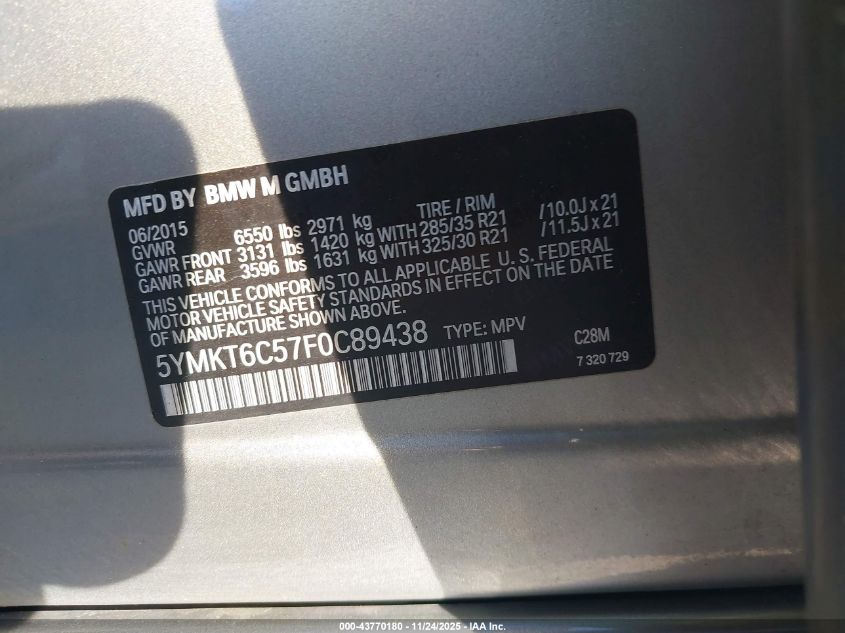 MFD BY BMW M GMBH
06/2015 TIRE / RIM
GVWR 6550 lbs 2971 kg
GAWR FRONT 3131 lbs 1420 kg WITH 285/35 R21 /10.0J x 21
GAWR REAR 3596 lbs 1631 kg WITH 325/30 R21 /11.5J x 21
THIS VEHICLE CONFORMS TO ALL APPLICABLE U. S. FEDERAL
MOTOR VEHICLE SAFETY STANDARDS IN EFFECT ON THE DATE
OF MANUFACTURE SHOWN ABOVE.
5YMKT6C57F0C89438 TYPE: MPV C28M
7 320 729
000-43770180 - 11/24/2025 - IAA Inc.